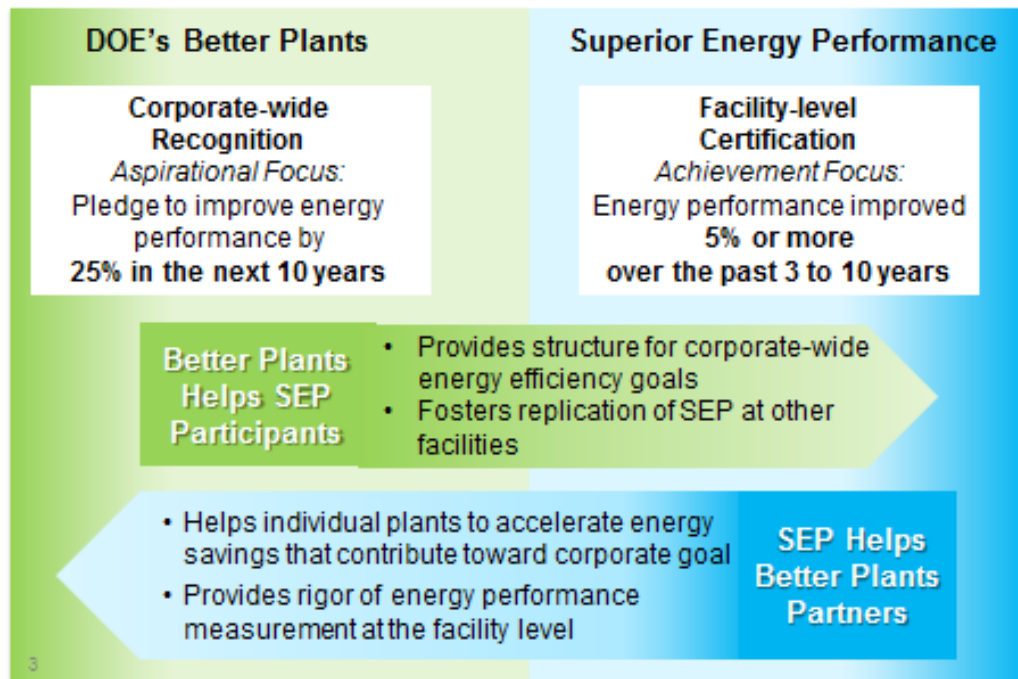 DOE's Better Plants
Superior Energy Performance
Corporate-wide
Recognition
Aspirational Focus:
Pledge to improve energy
performance by
25% in the next 10 years
Facility-level
Certification
Achievement Focus:
Energy performance improved
5% or more
over the past 3 to 10 years
Better Plants
Helps SEP
Participants
• Provides structure for corporate-wide
energy efficiency goals
• Fosters replication of SEP at other
facilities
• Helps individual plants to accelerate energy
savings that contribute toward corporate goal
• Provides rigor of energy performance
measurement at the facility level
SEP Helps
Better Plants
Partners
3